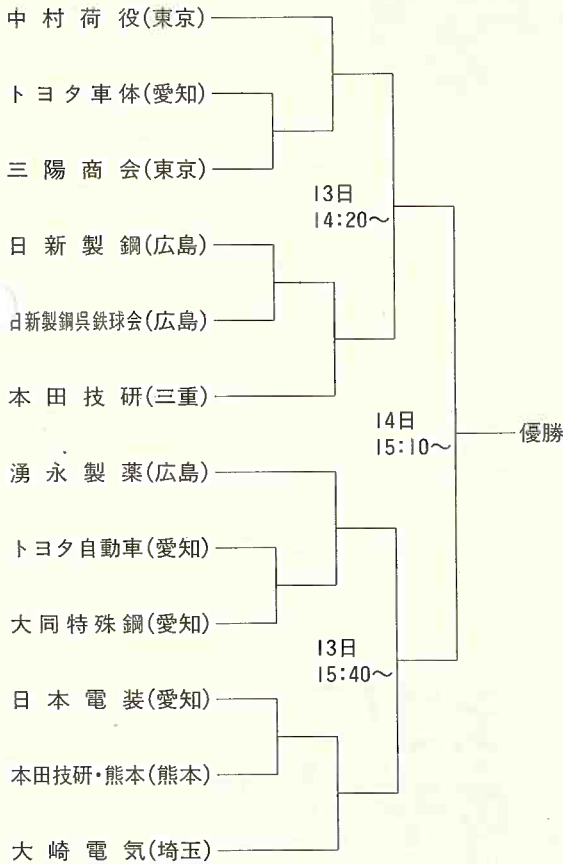 中村荷役(東京)
トヨタ車体(愛知)
三陽商会(東京)
13日
14:20～
日新製鋼(広島)
日新製鋼呉鉄球会(広島)
本田技研(三重)
14日
15:10～
優勝
湧永製薬(広島)
トヨタ自動車(愛知)
大同特殊鋼(愛知)
13日
15:40～
日本電装(愛知)
本田技研・熊本(熊本)
大崎電気(埼玉)